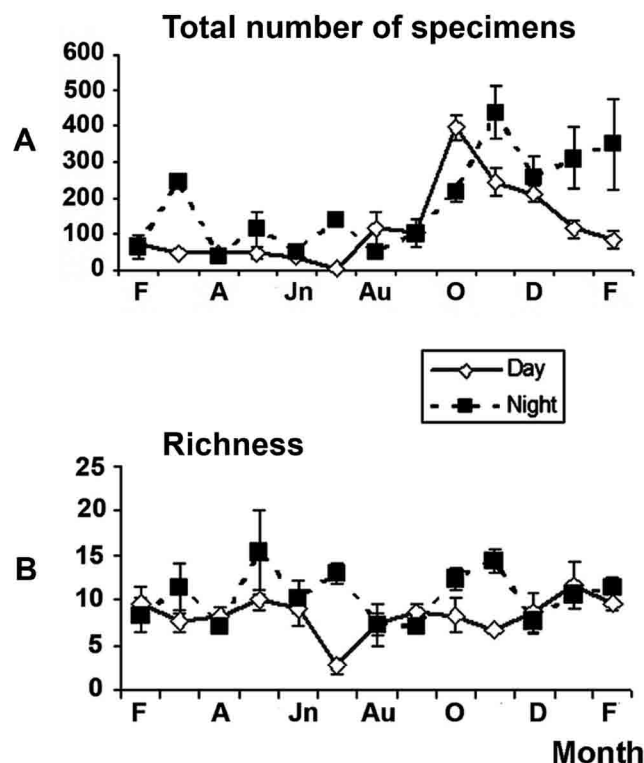 Total number of specimens
A
600
500
400
300
200
100
0
F A Jn Au O D F
Day
Night
Richness
B
25
20
15
10
5
0
F A Jn Au O D F
Month